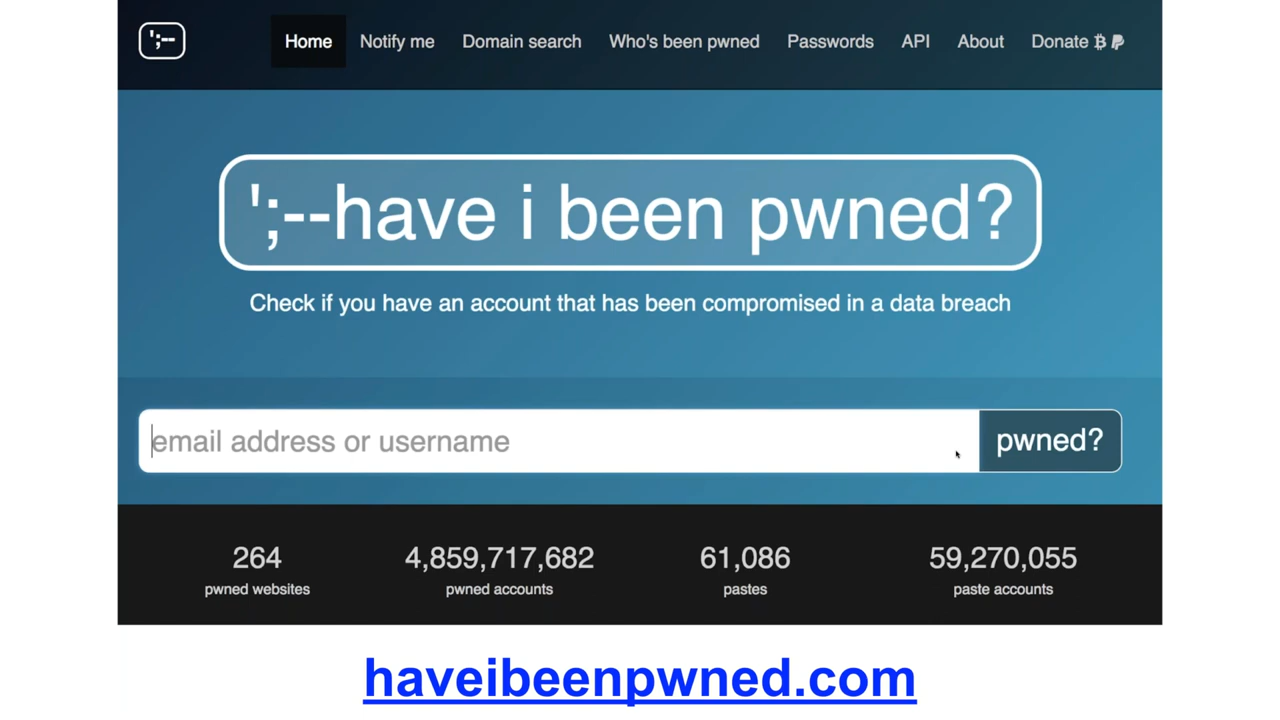 ';--
Home Notify me Domain search Who's been pwned Passwords API About Donate
';--have i been pwned?
Check if you have an account that has been compromised in a data breach
email address or username pwned?
264 4,859,717,682 61,086 59,270,055
pwned websites pwned accounts pastes paste accounts
haveibeenpwned.com